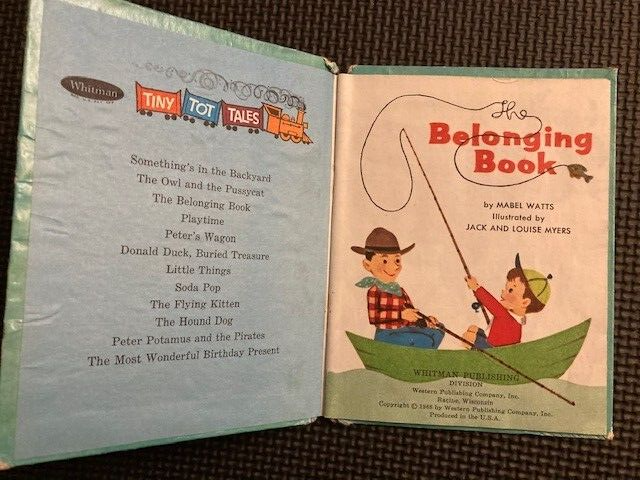 Whitman
TINY TOT TALES
Something's in the Backyard
The Owl and the Pussycat
The Belonging Book
Playtime
Peter's Wagon
Donald Duck, Buried Treasure
Little Things
Soda Pop
The Flying Kitten
The Hound Dog
Peter Potamus and the Pirates
The Most Wonderful Birthday Present
The
Belonging
Book
by MABEL WATTS
Illustrated by
JACK AND LOUISE MYERS
WHITMAN PUBLISHING
DIVISION
Western Publishing Company, Inc.
Racine, Wisconsin
Copyright © 1968 by Western Publishing Company, Inc.
Produced in the U.S.A.